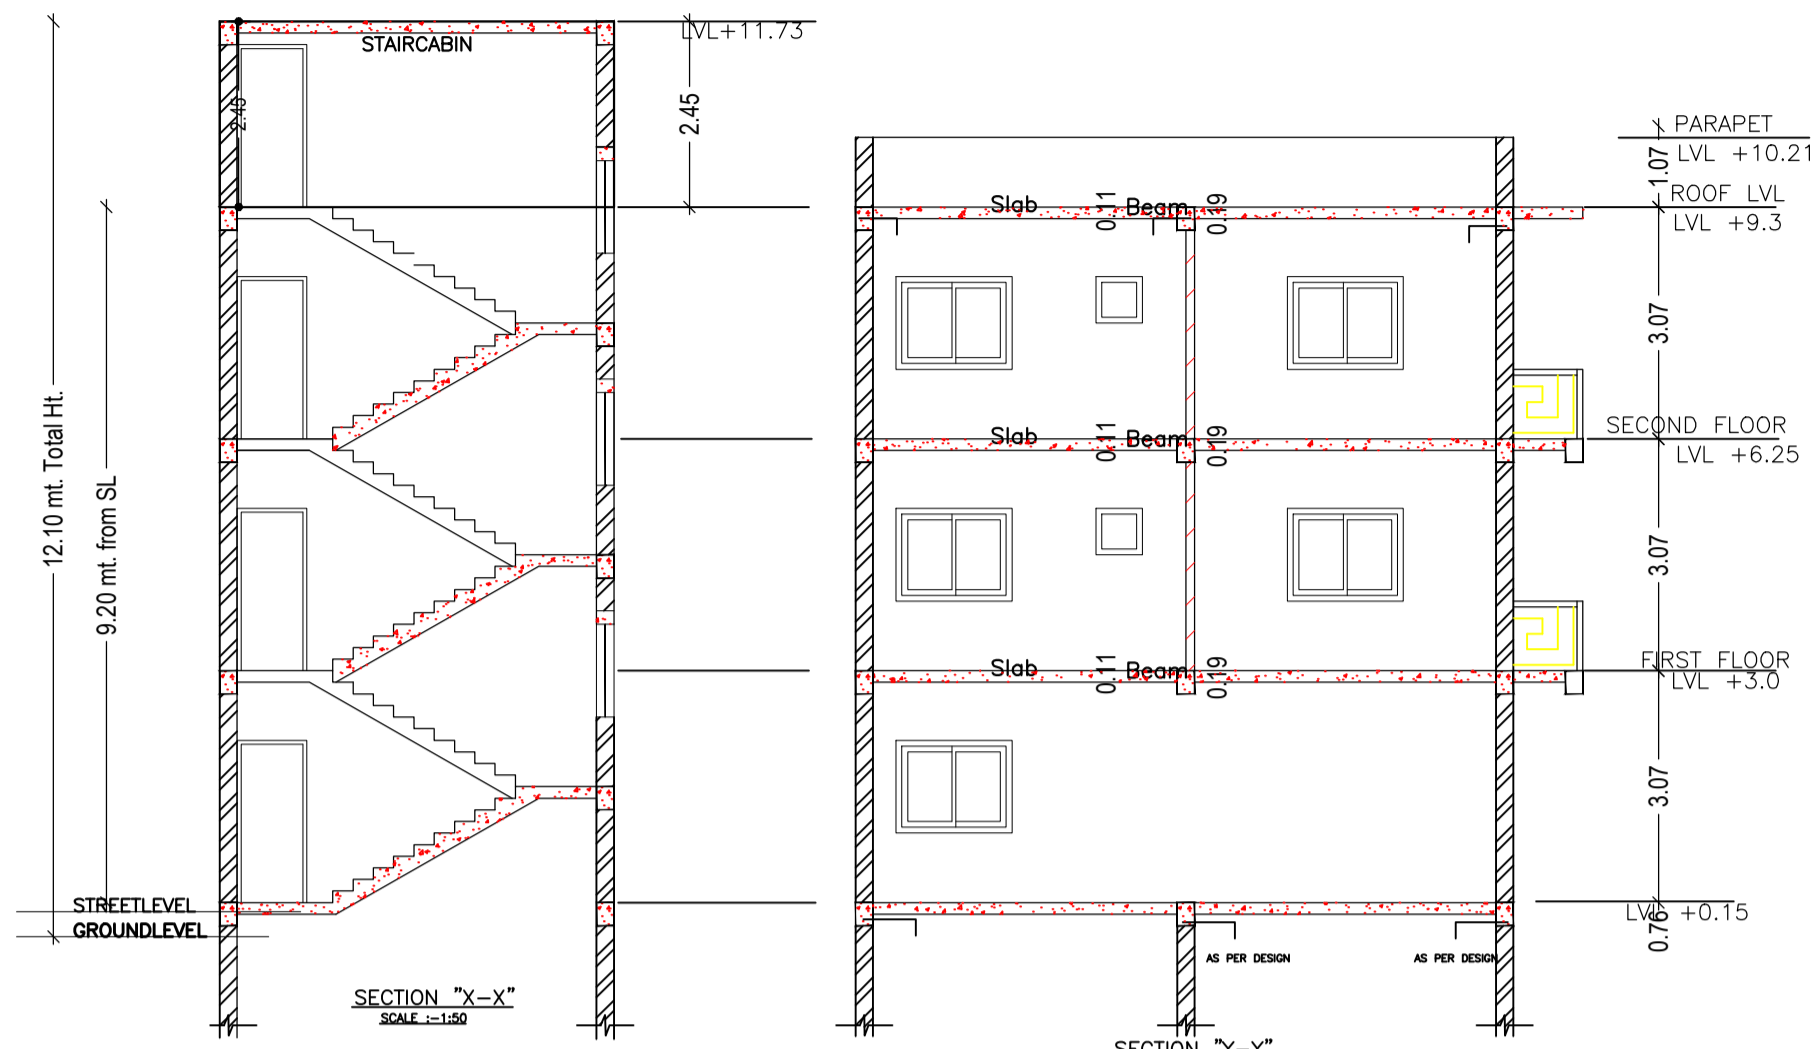 STAIRCABIN
LVL+11.73
2.45
2.45
12.10 mt. Total Ht.
9.20 mt. from SL
STREETLEVEL
GROUNDLEVEL
SECTION "X-X"
SCALE :-1:50
PARAPET
LVL +10.21
1.07
ROOF LVL
LVL +9.3
Slab
0.11
Beam
0.19
3.07
SECOND FLOOR
LVL +6.25
Slab
0.11
Beam
0.19
3.07
FIRST FLOOR
LVL +3.0
Slab
0.11
Beam
0.19
3.07
LVL +0.15
0.76
AS PER DESIGN
AS PER DESIGN
SECTION "X-X"